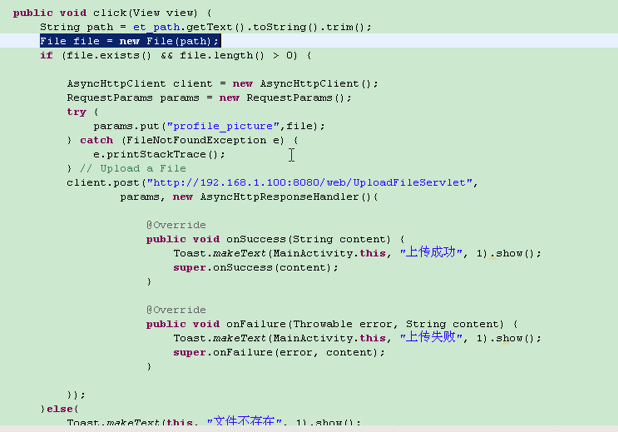 public void click(View view) {
String path = et_path.getText().toString().trim();
File file = new File(path);
if (file.exists() && file.length() > 0) {
AsyncHttpClient client = new AsyncHttpClient();
RequestParams params = new RequestParams();
try {
params.put("profile_picture",file);
} catch (FileNotFoundException e) {
e.printStackTrace();
} // Upload a File
client.post("http://192.168.1.100:8080/web/UploadFileServlet",
params, new AsyncHttpResponseHandler(){
@Override
public void onSuccess(String content) {
Toast.makeText(MainActivity.this, "上传成功", 1).show();
super.onSuccess(content);
}
@Override
public void onFailure(Throwable error, String content) {
Toast.makeText(MainActivity.this, "上传失败", 1).show();
super.onFailure(error, content);
}
});
}else{
Toast.makeText(this, "文件不存在", 1).show();